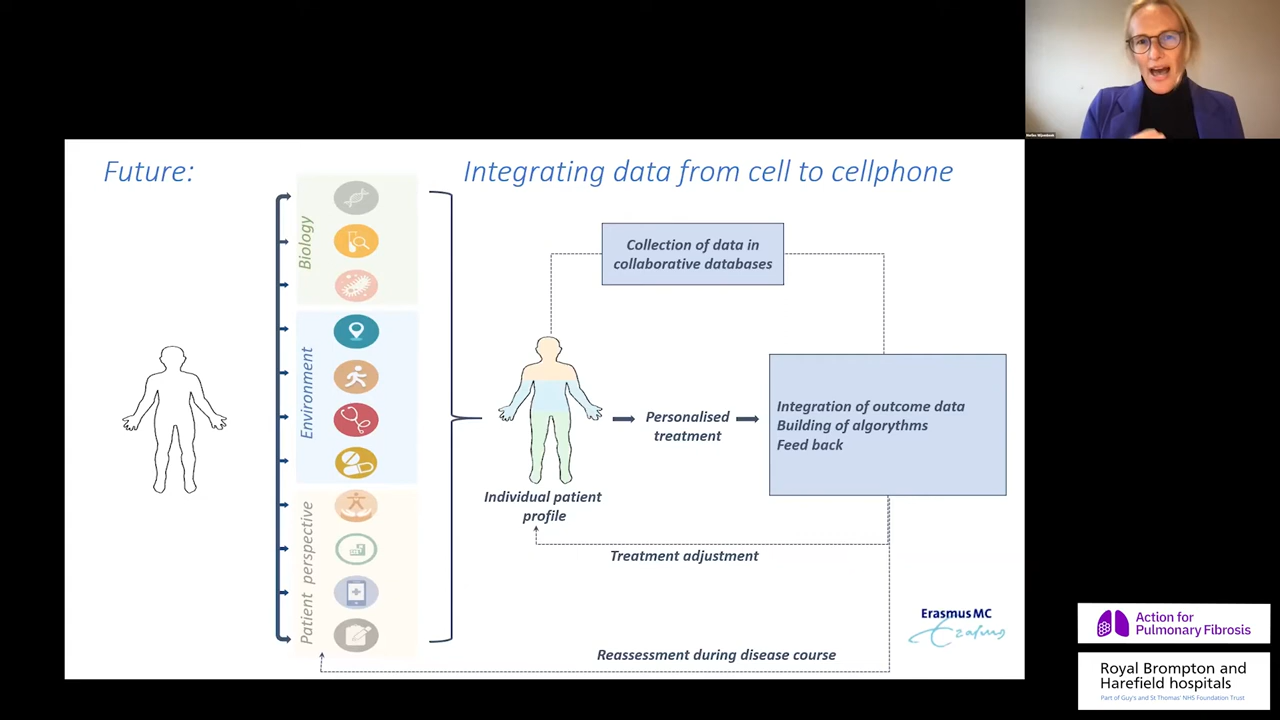 Future:
Integrating data from cell to cellphone
Biology
Environment
Patient perspective
Collection of data in
collaborative databases
Individual patient
profile
Personalised
treatment
Integration of outcome data
Building of algorythms
Feed back
Treatment adjustment
Reassessment during disease course
Erasmus MC
Erasmus
Action for
Pulmonary Fibrosis
Royal Brompton and
Harefield hospitals
Part of Guy's and St Thomas' NHS Foundation Trust